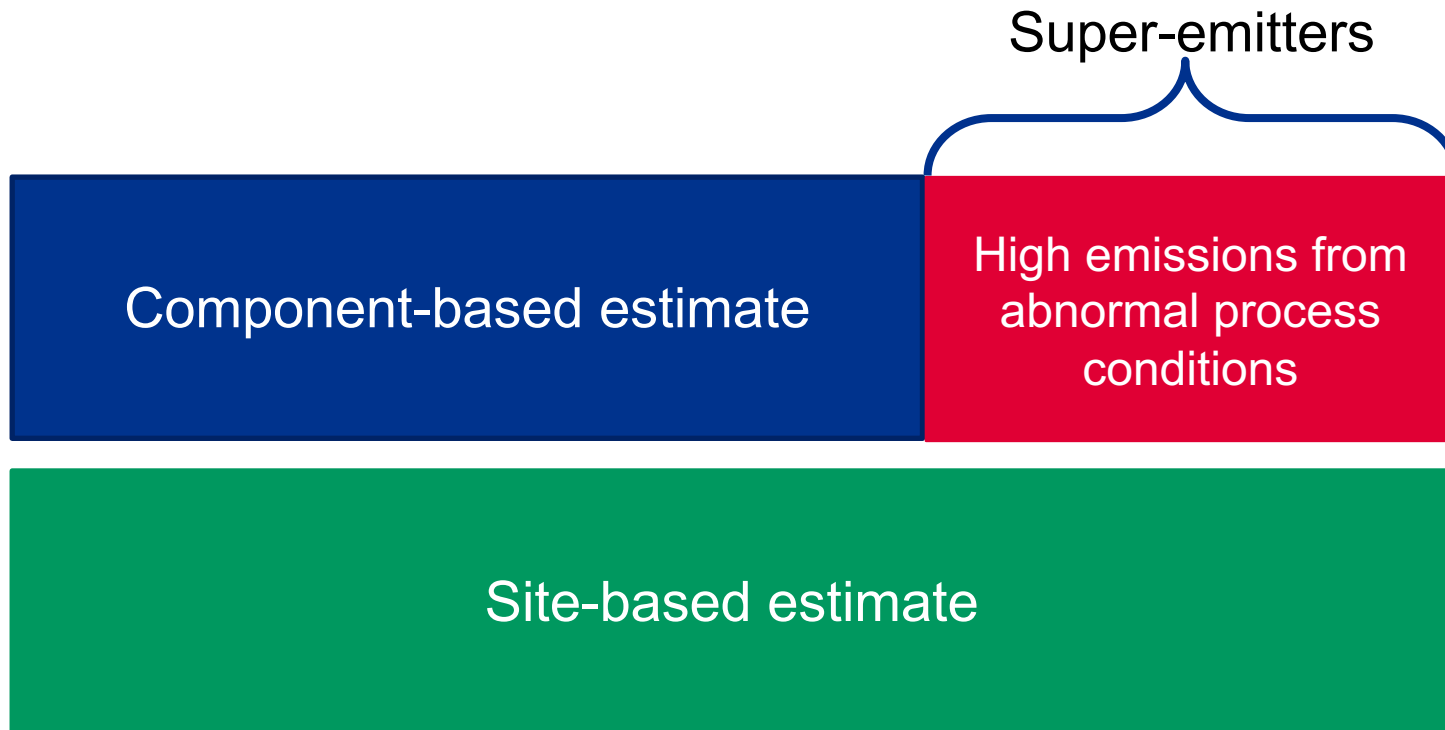 Super-emitters
Component-based estimate
High emissions from
abnormal process
conditions
Site-based estimate